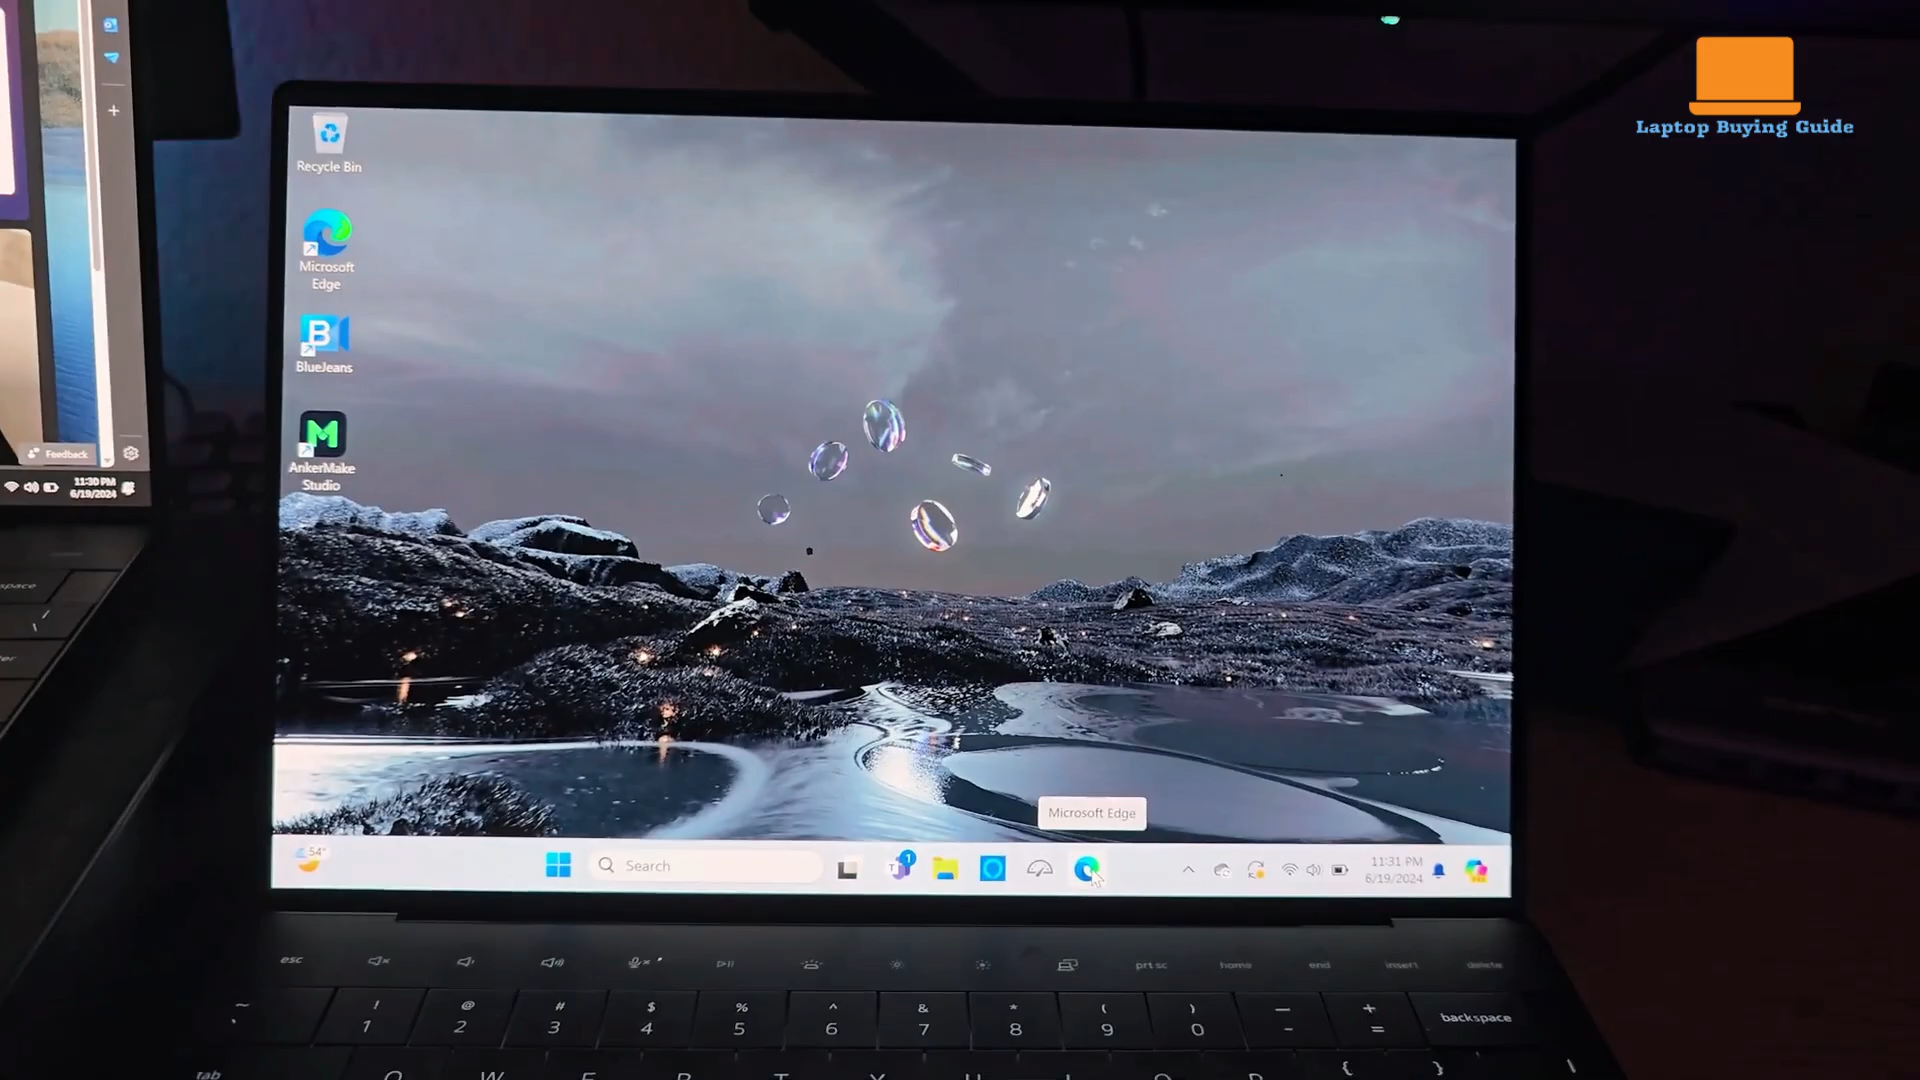 Laptop Buying Guide
Recycle Bin
Microsoft
Edge
B
BlueJeans
M
AnkerMake
Studio
Feedback
11:30 PM
6/19/2024
Microsoft Edge
54°
Search
T
1
11:31 PM
6/19/2024
esc
prt sc
home
end
insert
delete
~
! 1
@ 2
# 3
$ 4
% 5
^ 6
& 7
* 8
( 9
) 0
_ -
+ =
backspace
tab
{
}